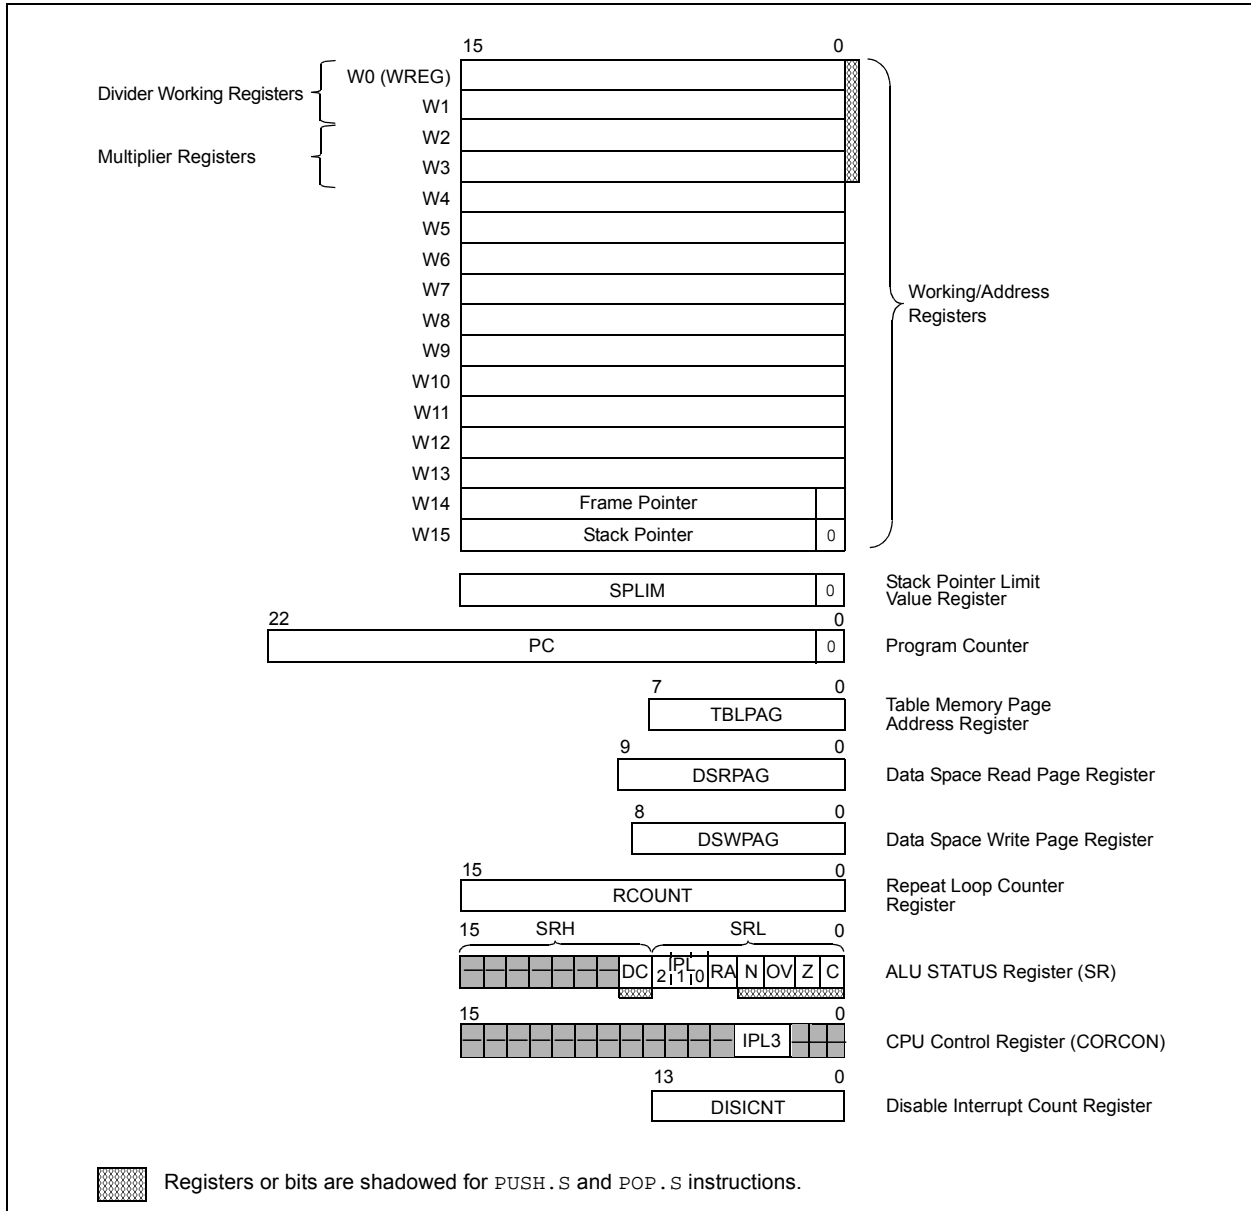 15 0
W0 (WREG)
Divider Working Registers
W1
W2
Multiplier Registers
W3
W4
W5
W6
W7
Working/Address
Registers
W8
W9
W10
W11
W12
W13
W14 Frame Pointer
W15 Stack Pointer 0
SPLIM 0
Stack Pointer Limit
Value Register
22 0
PC 0 Program Counter
7 0
TBLPAG
Table Memory Page
Address Register
9 0
DSRPAG Data Space Read Page Register
8 0
DSWPAG Data Space Write Page Register
15 0
RCOUNT
Repeat Loop Counter
Register
15 SRH SRL 0
— — — — — — — DC IPL 2 1 0 RA N OV Z C ALU STATUS Register (SR)
15 0
— — — — — — — — — — — — IPL3 — — — CPU Control Register (CORCON)
13 0
DISICNT Disable Interrupt Count Register
Registers or bits are shadowed for PUSH.S and POP.S instructions.